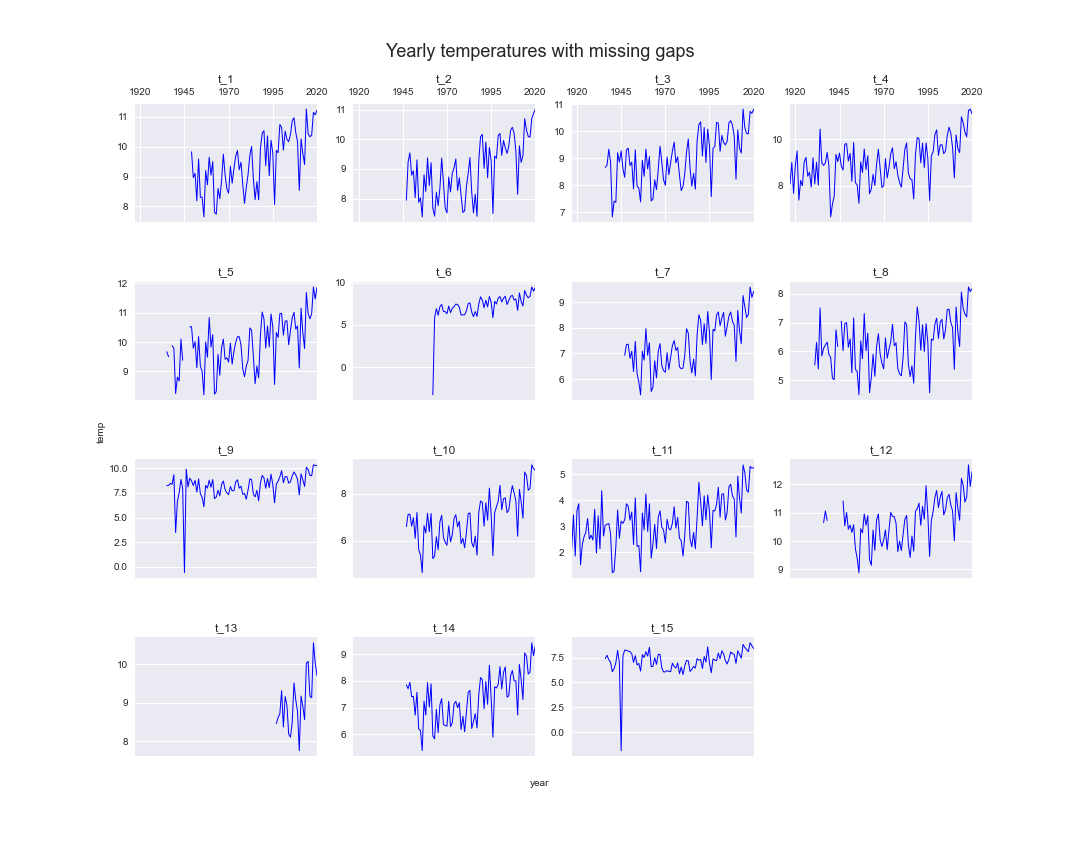 Yearly temperatures with missing gaps
t_1 t_2 t_3 t_4
1920 1945 1970 1995 2020 1920 1945 1970 1995 2020 1920 1945 1970 1995 2020 1920 1945 1970 1995 2020
11 10 9 8
11 10 9 8
11 10 9 8 7
10 8
t_5 t_6 t_7 t_8
12 11 10 9
10 5 0
9 8 7 6
8 7 6 5
temp
t_9 t_10 t_11 t_12
10.0 7.5 5.0 2.5 0.0
8 6
5 4 3 2
12 11 10 9
t_13 t_14 t_15
10 9 8
9 8 7 6
7.5 5.0 2.5 0.0
year